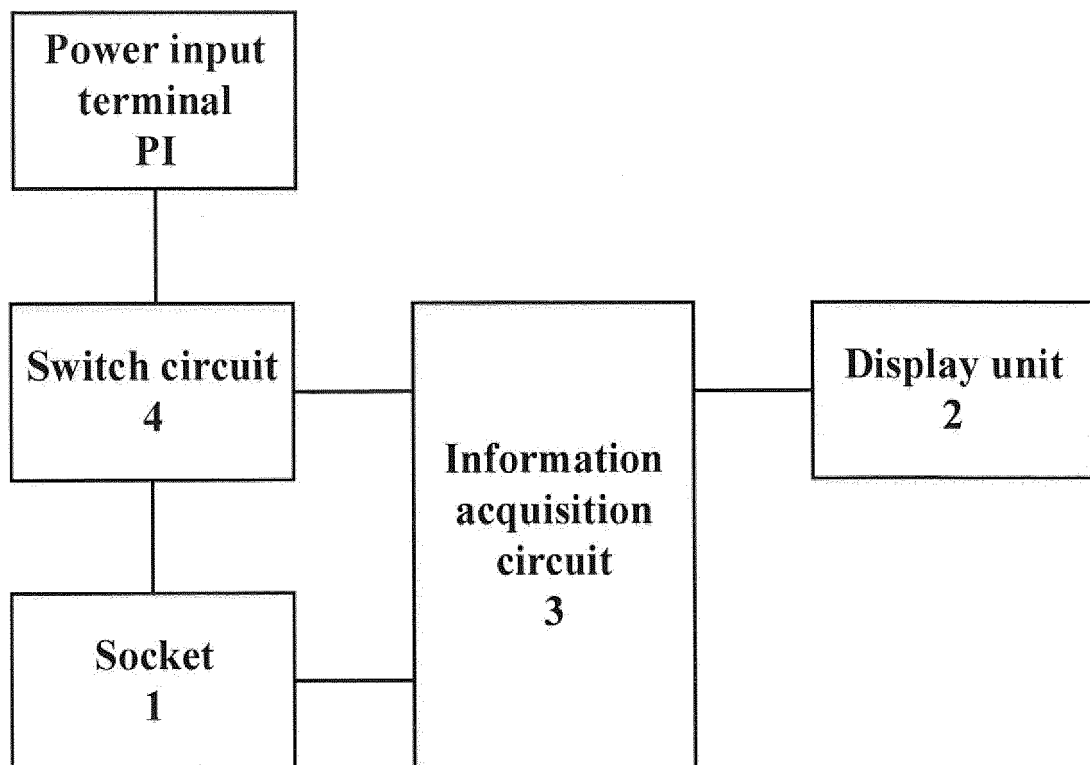 Power input
terminal
PI
Switch circuit
4
Information
acquisition
circuit
3
Display unit
2
Socket
1